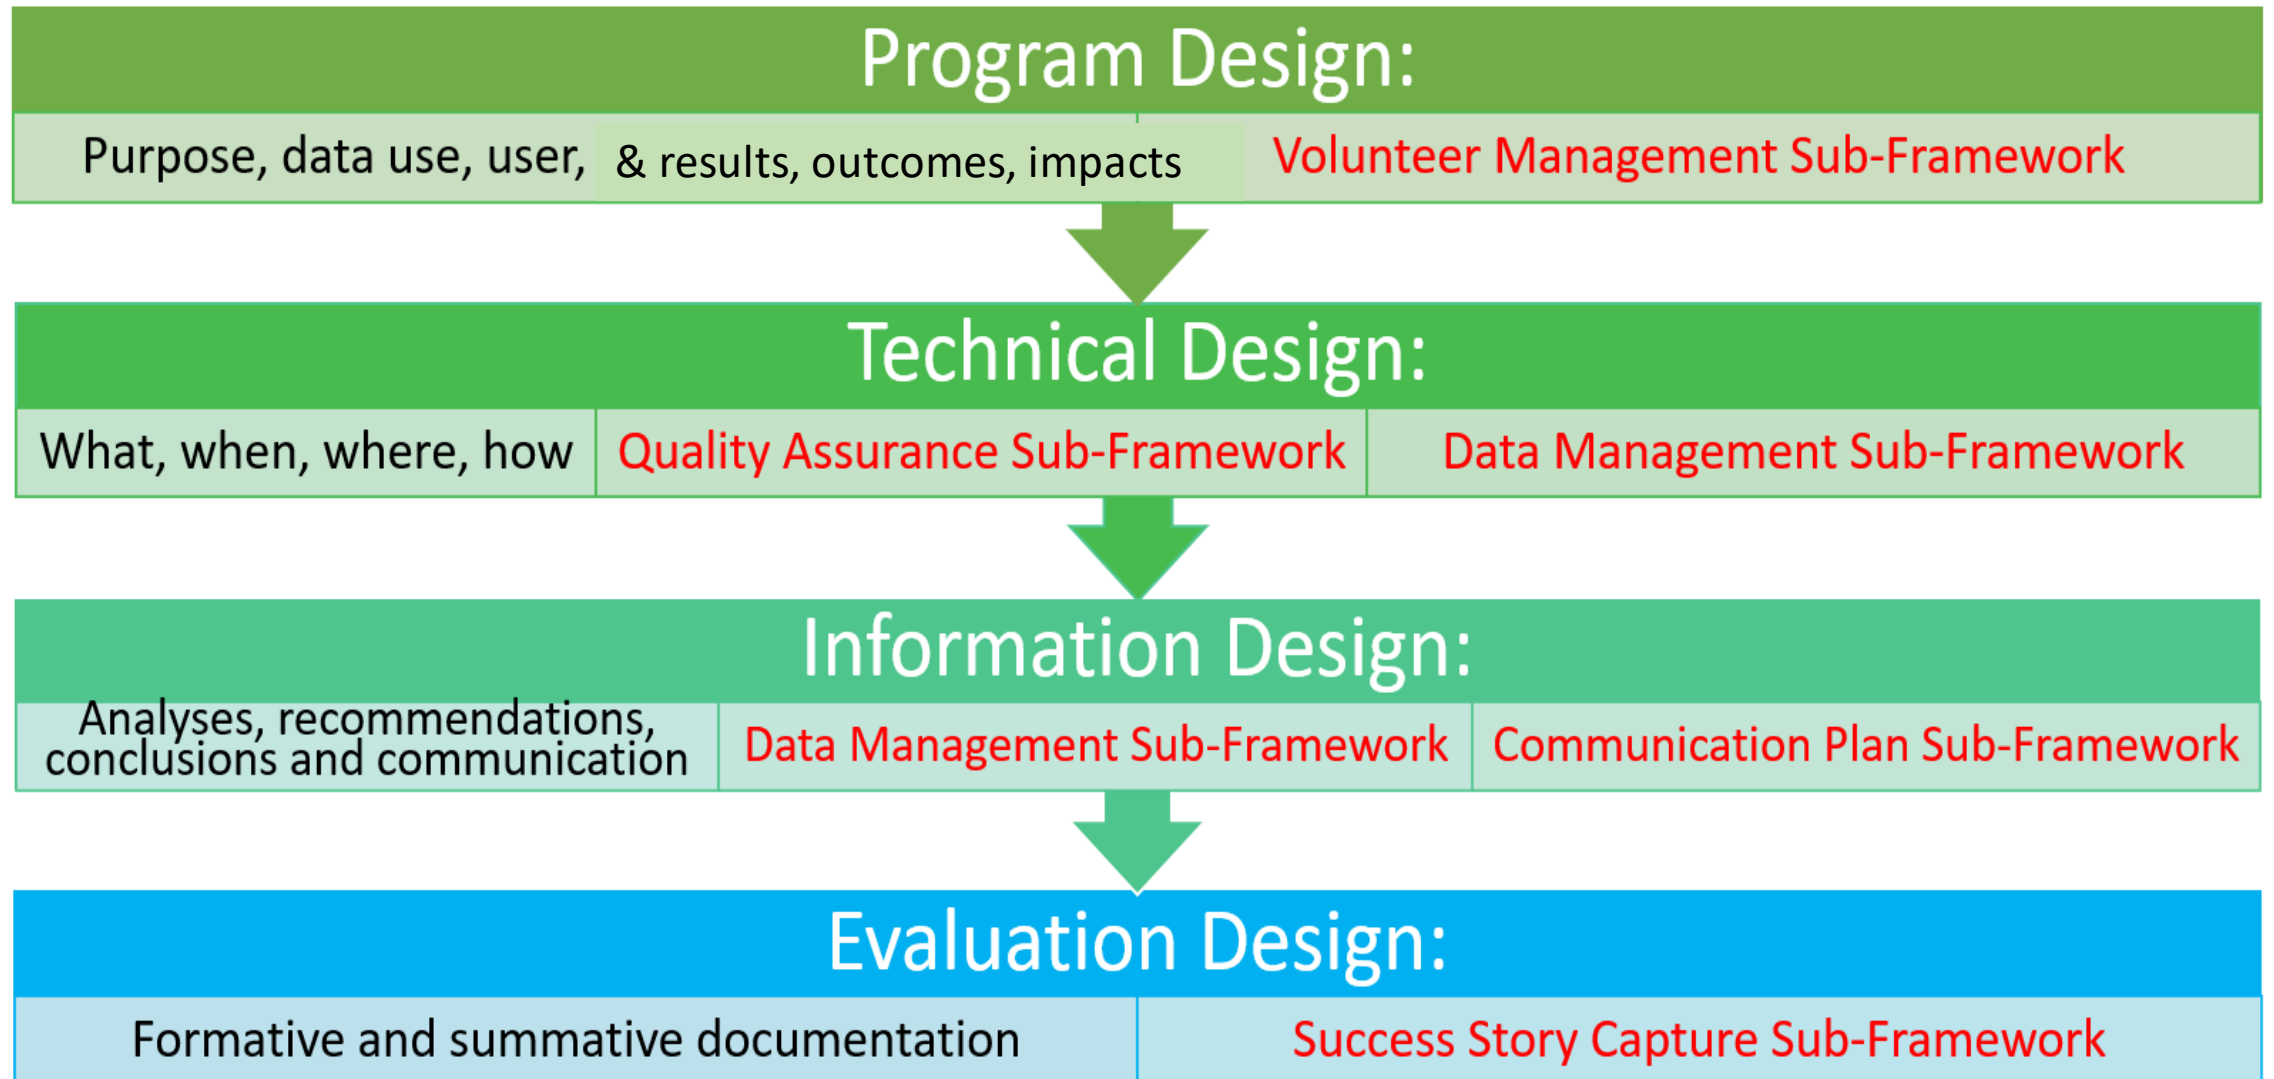 Program Design:
Purpose, data use, user, & results, outcomes, impacts
Volunteer Management Sub-Framework
Technical Design:
What, when, where, how
Quality Assurance Sub-Framework
Data Management Sub-Framework
Information Design:
Analyses, recommendations,
conclusions and communication
Data Management Sub-Framework
Communication Plan Sub-Framework
Evaluation Design:
Formative and summative documentation
Success Story Capture Sub-Framework